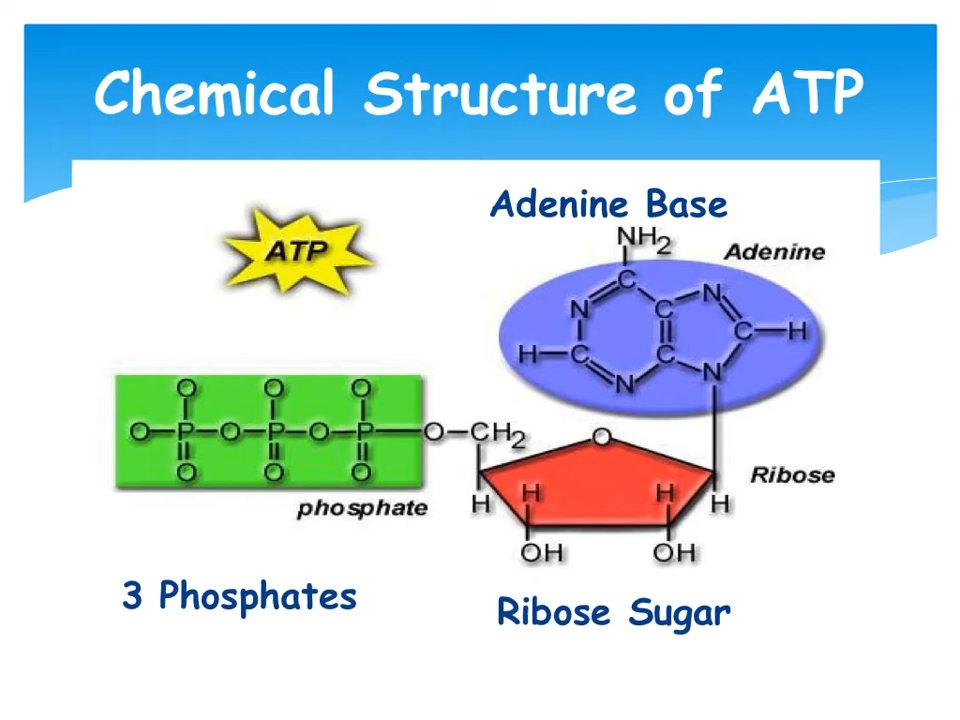 Chemical Structure of ATP
Adenine Base
ATP
NH2
Adenine
C
N
N
C
N
C
H
H
C
C
N
N
O
O
O
O
P
O
P
O
P
O
CH2
O
O
O
O
Ribose
phosphate
H
H
H
H
OH
OH
3 Phosphates
Ribose Sugar